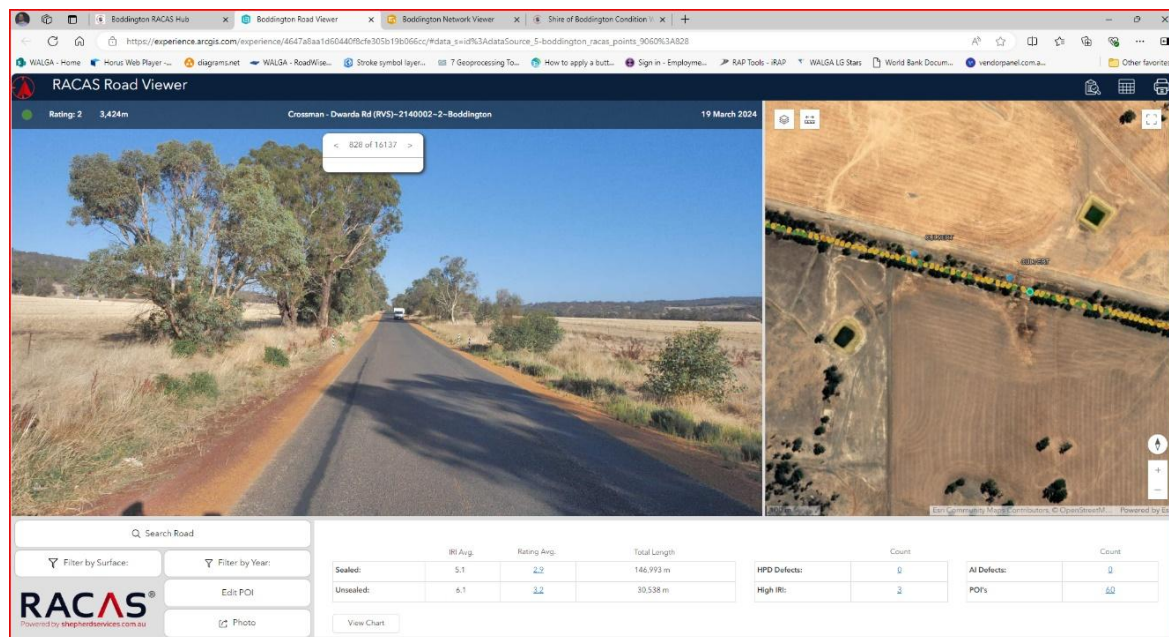 Boddington RACAS Hub
Boddington Road Viewer
Boddington Network Viewer
Shire of Boddington Condition
https://experience.arcgis.com/experience/4647a8aa1d60440f8cfe305b19b066cc/#data_s=id%3AdataSource_5-boddington_racas_points_9060%3A828
WALGA - Home
Horus Web Player -...
diagrams.net
WALGA - RoadWise...
Stroke symbol layer...
7 Geoprocessing To...
How to apply a butt...
Sign in - Employme...
RAP Tools - iRAP
WALGA LG Stars
World Bank Docum...
vendorpanel.com.a...
Other favorites
RACAS Road Viewer
Rating: 2 3,424m Crossman - Dwarda Rd (RVS)~2140002~2~Boddington 19 March 2024
< 828 of 16137 >
CULVERT
CULVERT
Esri Community Maps Contributors, © OpenStreetM... Powered by Es
Search Road
Filter by Surface:
Filter by Year:
Edit POI
Photo
RACAS®
Powered by shepherdservices.com.au
IRI Avg. Rating Avg. Total Length
Sealed: 5.1 2.9 146,993 m
Unsealed: 6.1 3.2 30,538 m
View Chart
Count
HPD Defects: 0
High IRI: 3
Count
AI Defects: 0
POI's 60